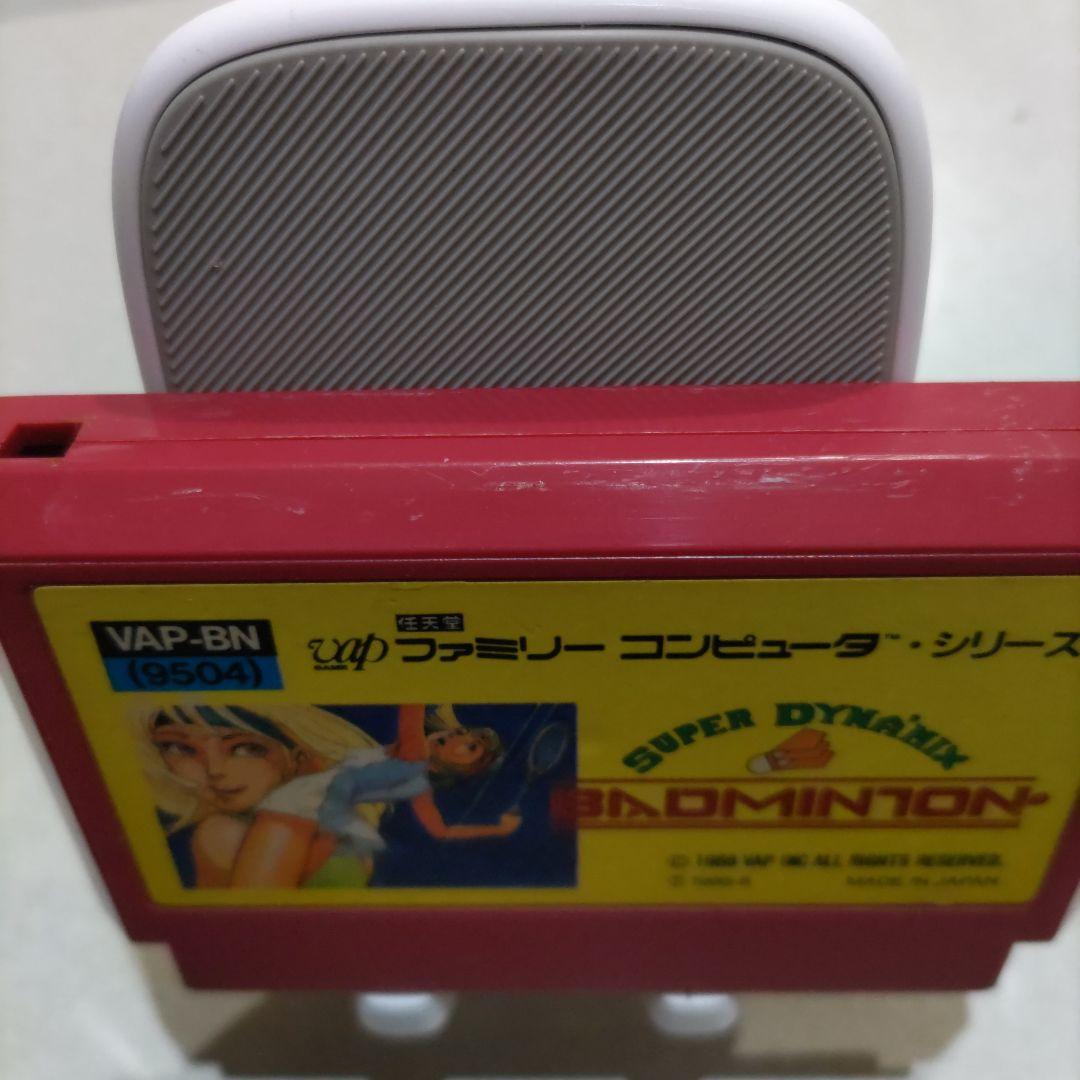 VAP-BN
(9504)
任天堂
vap ファミリー コンピュータ™・シリーズ
GAME
SUPER DYNA'MIX
BADMINTON
© 1988 VAP INC ALL RIGHTS RESERVED.
MADE IN JAPAN